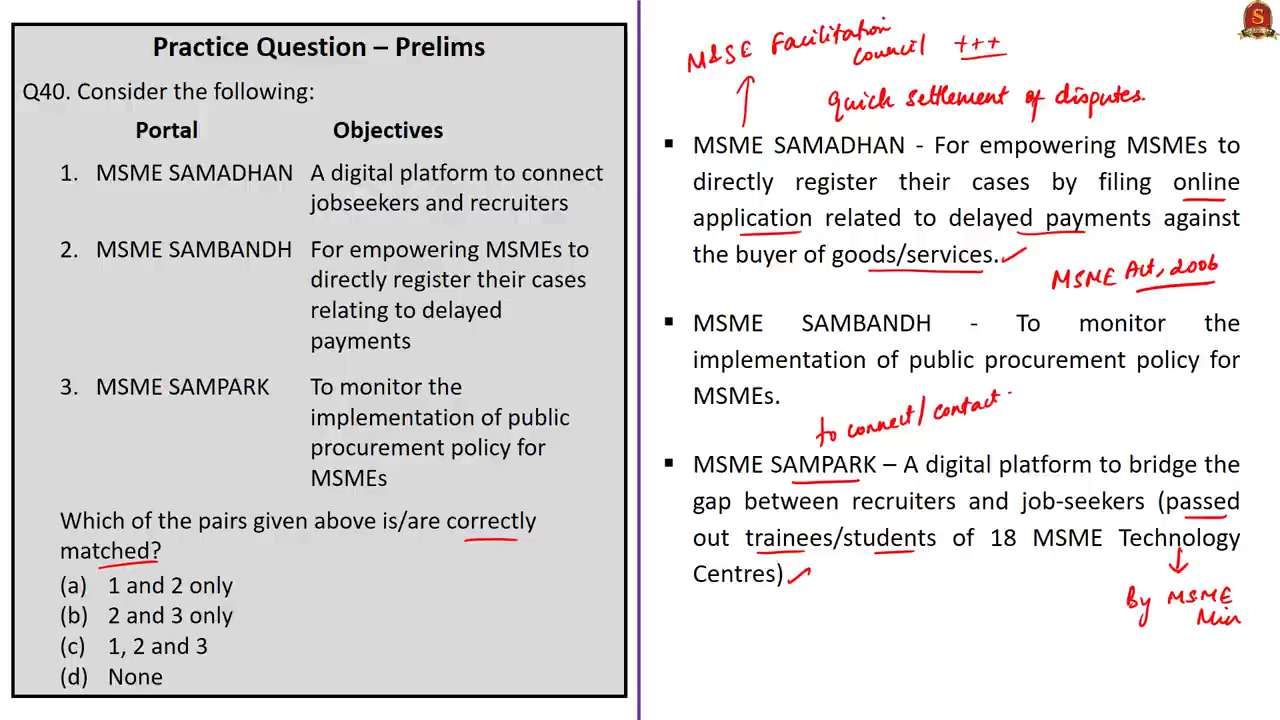 Practice Question – Prelims
Q40. Consider the following:
Portal Objectives
1. MSME SAMADHAN A digital platform to connect
jobseekers and recruiters
2. MSME SAMBANDH For empowering MSMEs to
directly register their cases
relating to delayed
payments
3. MSME SAMPARK To monitor the
implementation of public
procurement policy for
MSMEs
Which of the pairs given above is/are correctly
matched?
(a) 1 and 2 only
(b) 2 and 3 only
(c) 1, 2 and 3
(d) None
M&SE Facilitation
Council +++
Quick settlement of disputes.
▪ MSME SAMADHAN - For empowering MSMEs to
directly register their cases by filing online
application related to delayed payments against
the buyer of goods/services.
MSME Act, 2006
▪ MSME SAMBANDH - To monitor the
implementation of public procurement policy for
MSMEs.
to connect/contact
▪ MSME SAMPARK – A digital platform to bridge the
gap between recruiters and job-seekers (passed
out trainees/students of 18 MSME Technology
Centres)
By MSME
Min
S